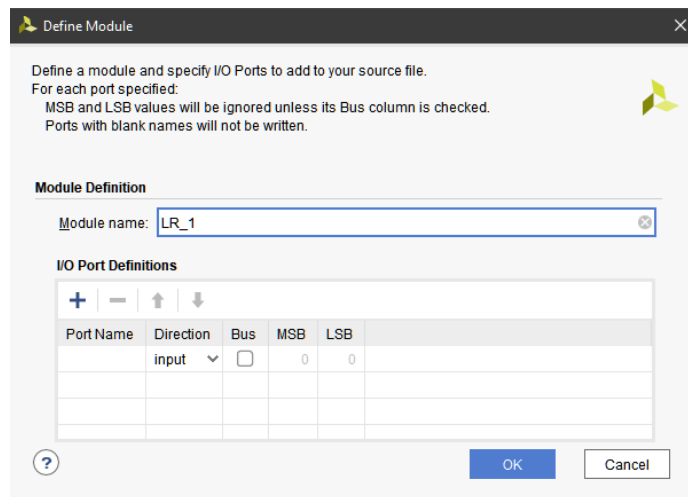 Define Module
Define a module and specify I/O Ports to add to your source file.
For each port specified:
MSB and LSB values will be ignored unless its Bus column is checked.
Ports with blank names will not be written.
Module Definition
Module name: LR_1
I/O Port Definitions
Port Name Direction Bus MSB LSB
input 0 0
? OK Cancel